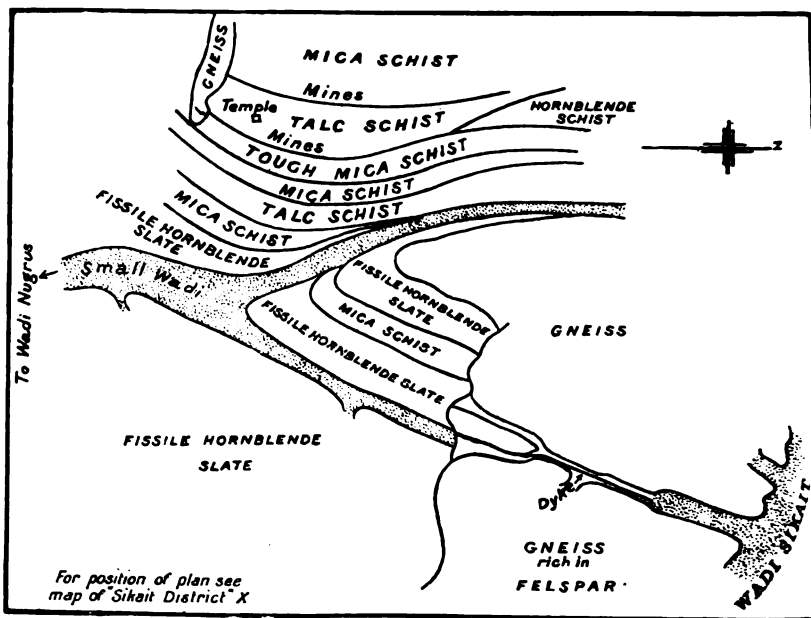 GNEISS
MICA SCHIST
Mines
Temple
TALC SCHIST
HORNBLENDE
SCHIST
Mines
TOUGH MICA SCHIST
MICA SCHIST
TALC SCHIST
MICA SCHIST
FISSILE HORNBLENDE
SLATE
N
To Wadi Nugrus
Small Wadi
FISSILE HORNBLENDE
SLATE
MICA SCHIST
FISSILE HORNBLENDE SLATE
GNEISS
FISSILE HORNBLENDE
SLATE
Dyke
GNEISS
rich in
FELSPAR
WADI SIKAIT
For position of plan see
map of "Sikait District" X